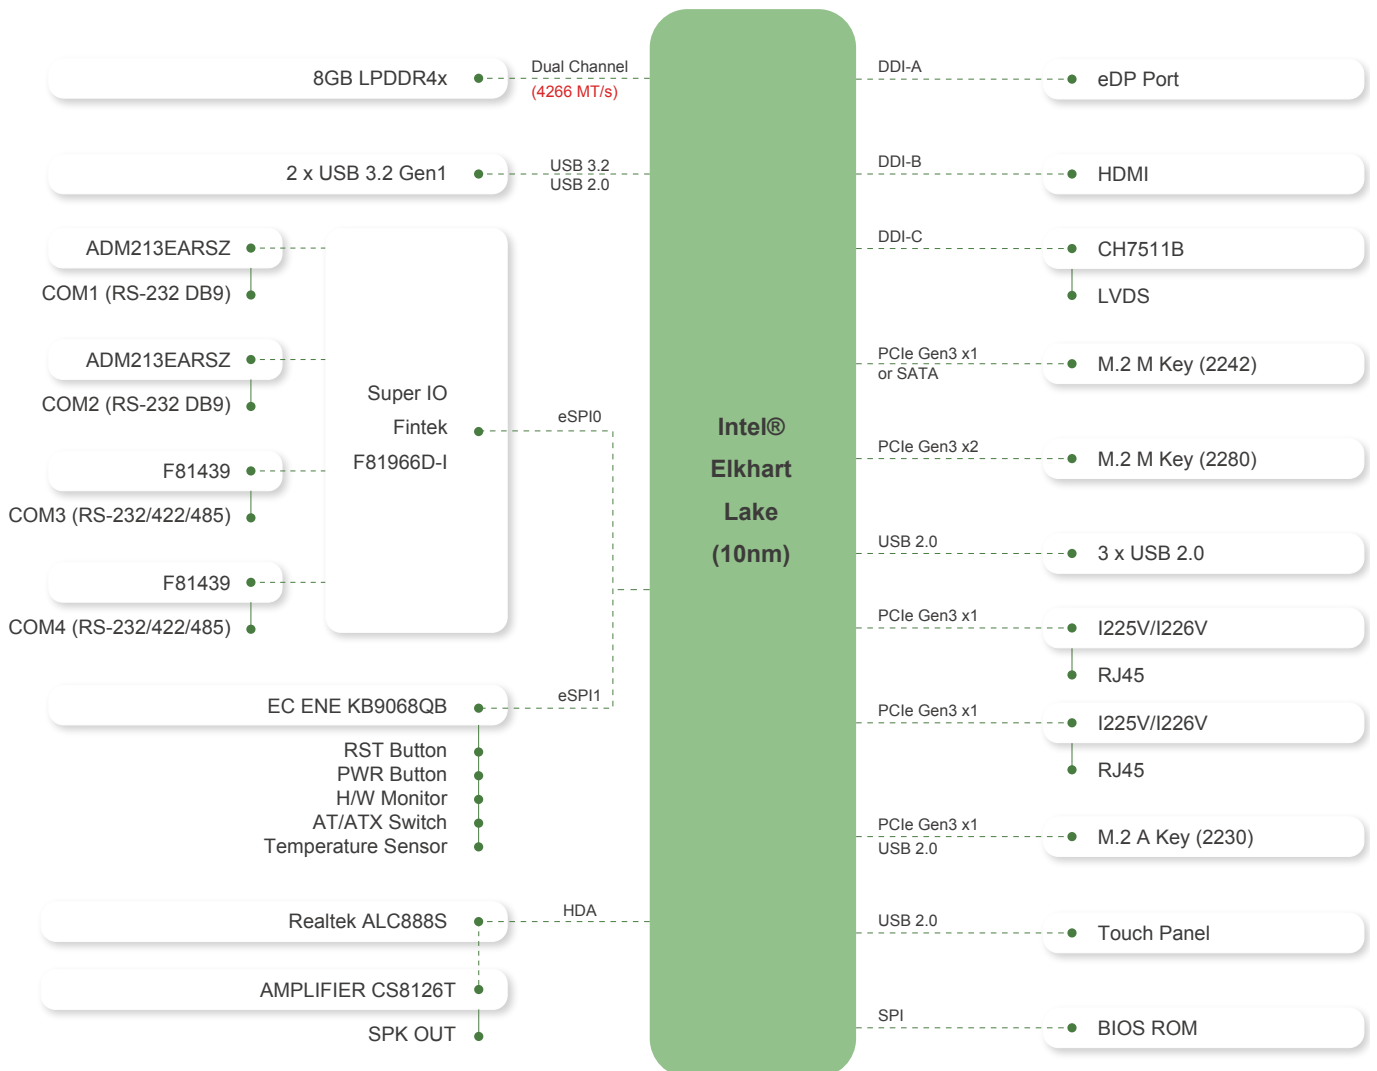 8GB LPDDR4x
Dual Channel
(4266 MT/s)
2 x USB 3.2 Gen1
USB 3.2
USB 2.0
ADM213EARSZ
COM1 (RS-232 DB9)
ADM213EARSZ
COM2 (RS-232 DB9)
F81439
COM3 (RS-232/422/485)
F81439
COM4 (RS-232/422/485)
Super IO
Fintek
F81966D-I
eSPI0
EC ENE KB9068QB
eSPI1
RST Button
PWR Button
H/W Monitor
AT/ATX Switch
Temperature Sensor
Realtek ALC888S
HDA
AMPLIFIER CS8126T
SPK OUT
Intel®
Elkhart
Lake
(10nm)
DDI-A
eDP Port
DDI-B
HDMI
DDI-C
CH7511B
LVDS
PCIe Gen3 x1
or SATA
M.2 M Key (2242)
PCIe Gen3 x2
M.2 M Key (2280)
USB 2.0
3 x USB 2.0
PCIe Gen3 x1
I225V/I226V
RJ45
PCIe Gen3 x1
I225V/I226V
RJ45
PCIe Gen3 x1
USB 2.0
M.2 A Key (2230)
USB 2.0
Touch Panel
SPI
BIOS ROM